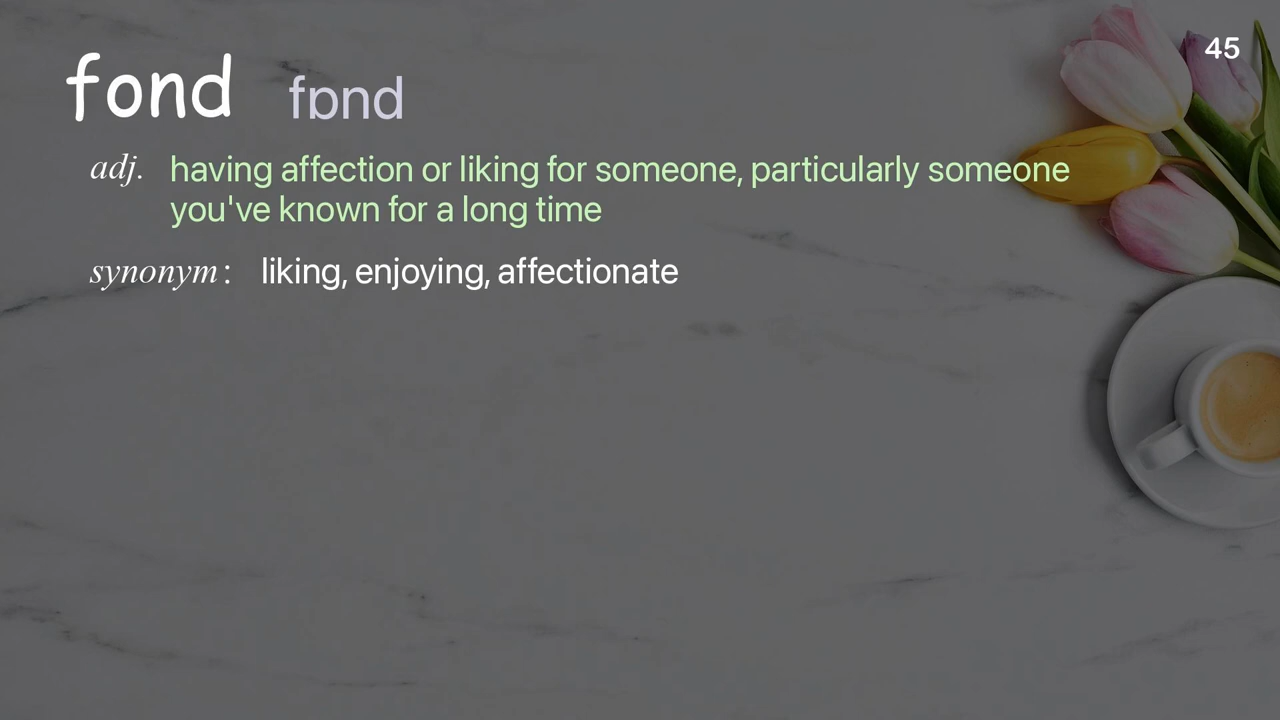 45
fond fɒnd
adj. having affection or liking for someone, particularly someone
you've known for a long time
synonym: liking, enjoying, affectionate